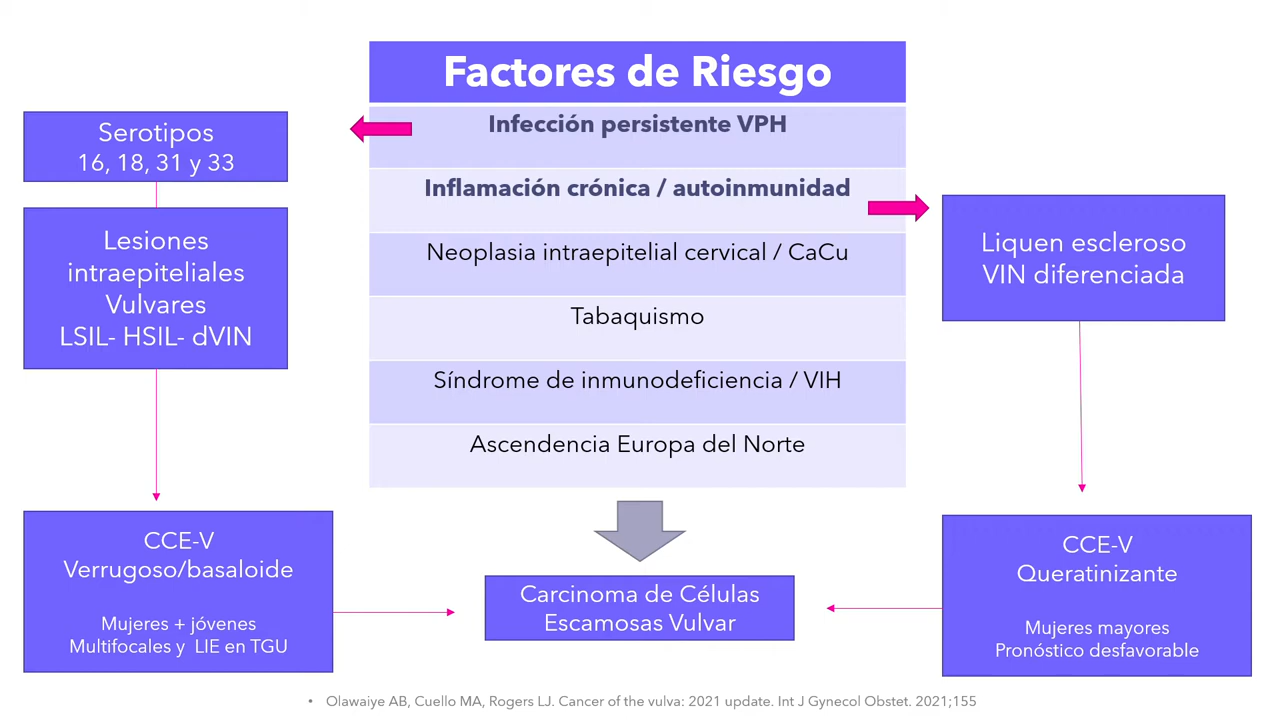 Factores de Riesgo
Infección persistente VPH
Inflamación crónica / autoinmunidad
Neoplasia intraepitelial cervical / CaCu
Tabaquismo
Síndrome de inmunodeficiencia / VIH
Ascendencia Europa del Norte
Serotipos
16, 18, 31 y 33
Lesiones
intraepiteliales
Vulvares
LSIL- HSIL- dVIN
CCE-V
Verrugoso/basaloide
Mujeres + jóvenes
Multifocales y LIE en TGU
Liquen escleroso
VIN diferenciada
CCE-V
Queratinizante
Mujeres mayores
Pronóstico desfavorable
Carcinoma de Células
Escamosas Vulvar
• Olawaiye AB, Cuello MA, Rogers LJ. Cancer of the vulva: 2021 update. Int J Gynecol Obstet. 2021;155